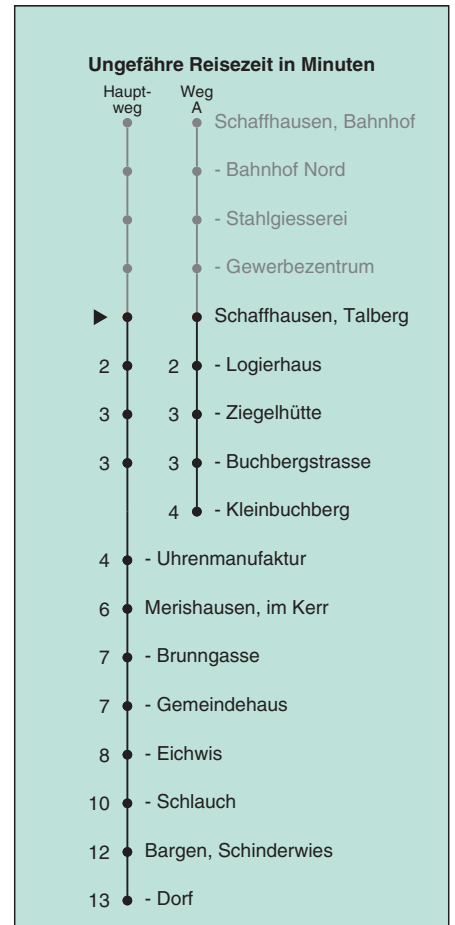 Ungefähre Reisezeit in Minuten
Haupt- Weg
weg A
Schaffhausen, Bahnhof
- Bahnhof Nord
- Stahlgiesserei
- Gewerbezentrum
Schaffhausen, Talberg
2 2 - Logierhaus
3 3 - Ziegelhütte
3 3 - Buchbergstrasse
4 - Kleinbuchberg
4 - Uhrenmanufaktur
6 Merishausen, im Kerr
7 - Brunngasse
7 - Gemeindehaus
8 - Eichwis
10 - Schlauch
12 Bargen, Schinderwies
13 - Dorf